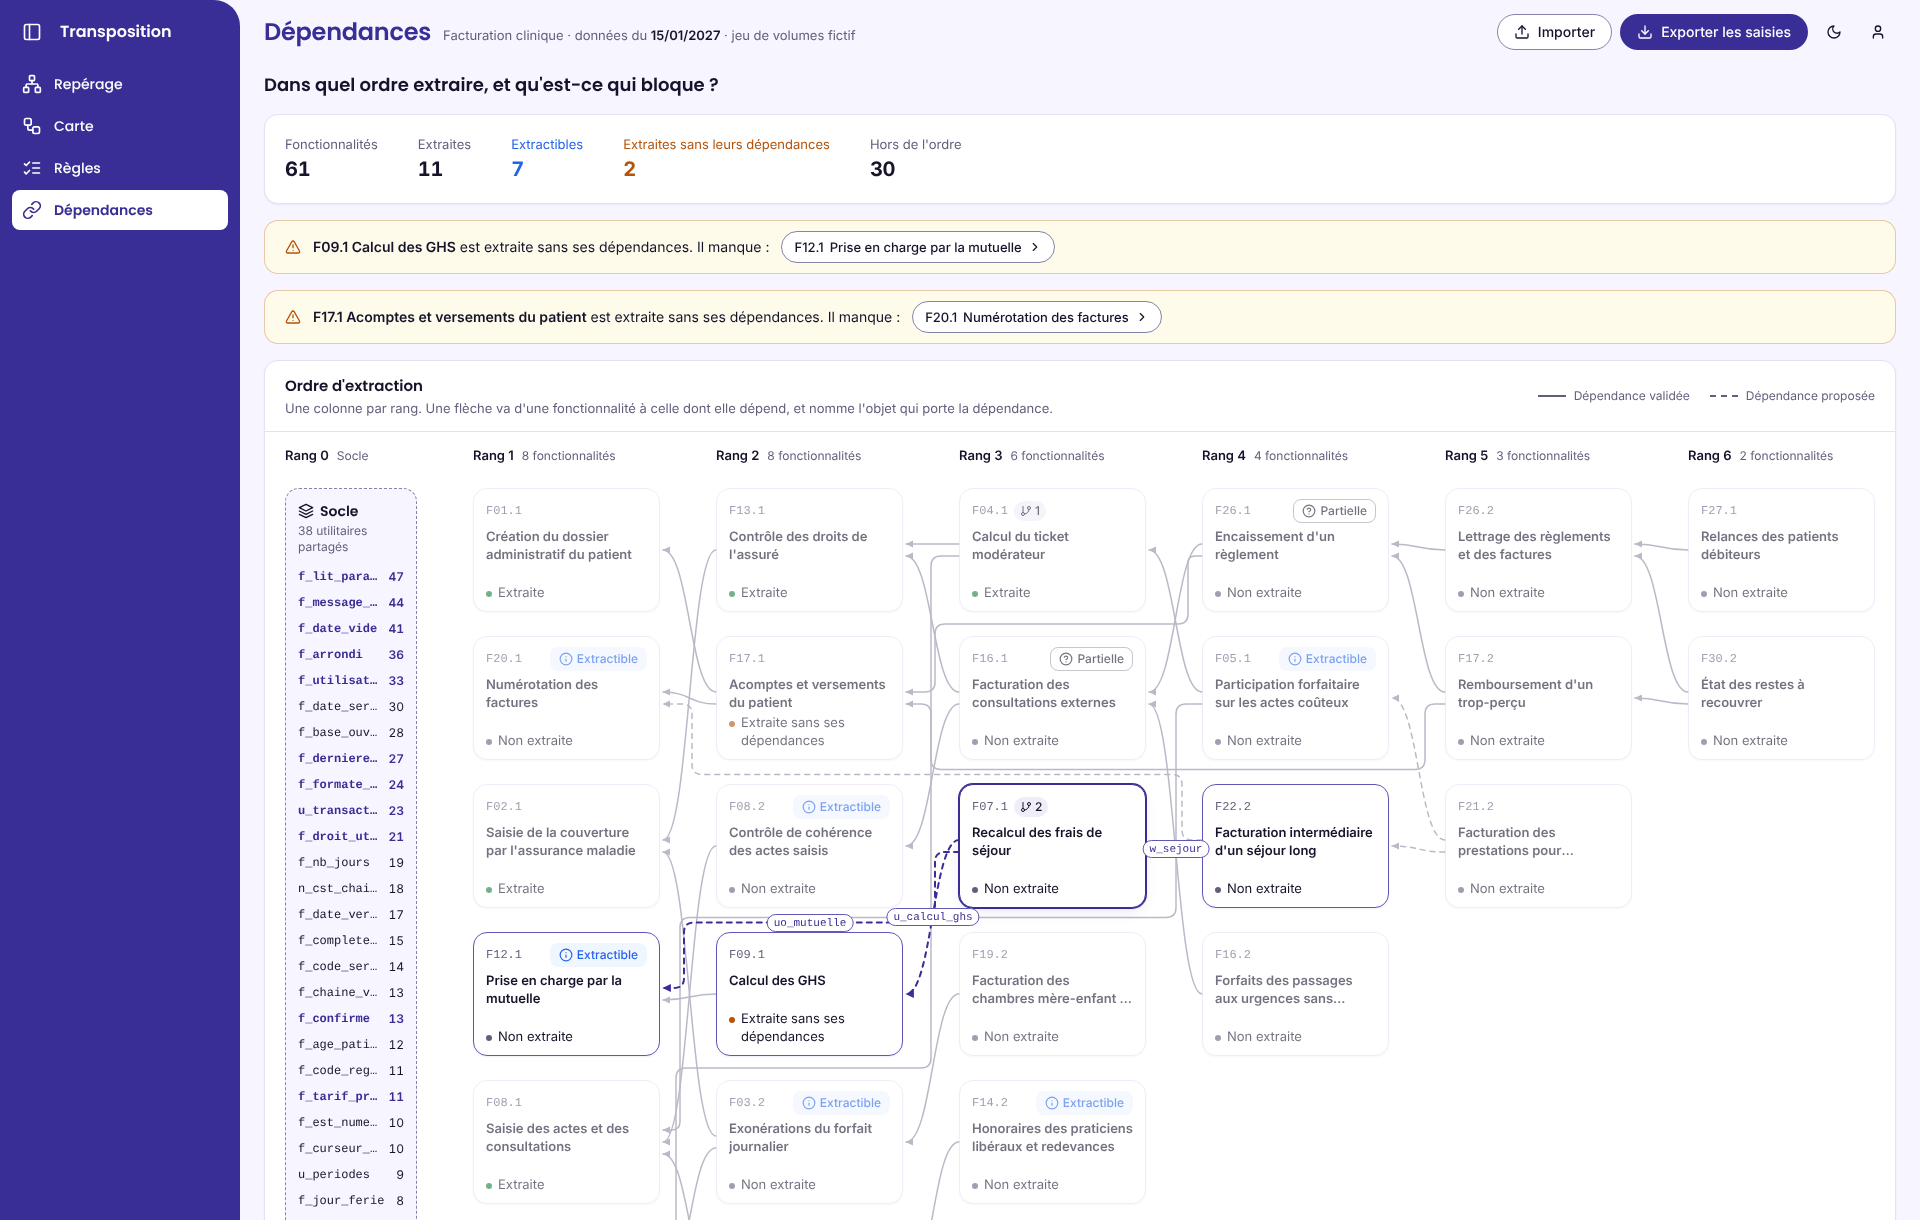 Transposition
Repérage
Carte
Règles
Dépendances
Dépendances
Facturation clinique · données du 15/01/2027 · jeu de volumes fictif
Importer
Exporter les saisies
Dans quel ordre extraire, et qu'est-ce qui bloque ?
Fonctionnalités
61
Extraites
11
Extractibles
7
Extraites sans leurs dépendances
2
Hors de l'ordre
30
F09.1 Calcul des GHS est extraite sans ses dépendances. Il manque :
F12.1 Prise en charge par la mutuelle
F17.1 Acomptes et versements du patient est extraite sans ses dépendances. Il manque :
F20.1 Numérotation des factures
Ordre d'extraction
Une colonne par rang. Une flèche va d'une fonctionnalité à celle dont elle dépend, et nomme l'objet qui porte la dépendance.
Dépendance validée
Dépendance proposée
Rang 0 Socle
Rang 1 8 fonctionnalités
Rang 2 8 fonctionnalités
Rang 3 6 fonctionnalités
Rang 4 4 fonctionnalités
Rang 5 3 fonctionnalités
Rang 6 2 fonctionnalités
Socle
38 utilitaires
partagés
f_lit_para… 47
f_message_… 44
f_date_vide 41
f_arrondi 36
f_utilisat… 33
f_date_ser… 30
f_base_ouv… 28
f_derniere… 27
f_formate_… 24
u_transact… 23
f_droit_ut… 21
f_nb_jours 19
n_cst_chai… 18
f_date_ver… 17
f_complete… 15
f_code_ser… 14
f_chaine_v… 13
f_confirme 13
f_age_pati… 12
f_code_reg… 11
f_tarif_pr… 11
f_est_nume… 10
f_curseur_… 10
u_periodes 9
f_jour_ferie 8
F01.1
Création du dossier
administratif du patient
Extraite
F20.1
Extractible
Numérotation des
factures
Non extraite
F02.1
Saisie de la couverture
par l'assurance maladie
Extraite
F12.1
Extractible
Prise en charge par la
mutuelle
Non extraite
F08.1
Saisie des actes et des
consultations
Extraite
F13.1
Contrôle des droits de
l'assuré
Extraite
F17.1
Acomptes et versements
du patient
Extraite sans ses
dépendances
F08.2
Extractible
Contrôle de cohérence
des actes saisis
Non extraite
uo_mutuelle
F09.1
Calcul des GHS
Extraite sans ses
dépendances
F03.2
Extractible
Exonérations du forfait
journalier
Non extraite
F04.1
1
Calcul du ticket
modérateur
Extraite
F16.1
Partielle
Facturation des
consultations externes
Non extraite
F07.1
2
Recalcul des frais de
séjour
Non extraite
u_calcul_ghs
F19.2
Facturation des
chambres mère-enfant …
Non extraite
F14.2
Extractible
Honoraires des praticiens
libéraux et redevances
Non extraite
w_sejour
F26.1
Partielle
Encaissement d'un
règlement
Non extraite
F05.1
Extractible
Participation forfaitaire
sur les actes coûteux
Non extraite
F22.2
Facturation intermédiaire
d'un séjour long
Non extraite
F16.2
Forfaits des passages
aux urgences sans…
Non extraite
F26.2
Lettrage des règlements
et des factures
Non extraite
F17.2
Remboursement d'un
trop-perçu
Non extraite
F21.2
Facturation des
prestations pour…
Non extraite
F27.1
Relances des patients
débiteurs
Non extraite
F30.2
État des restes à
recouvrer
Non extraite